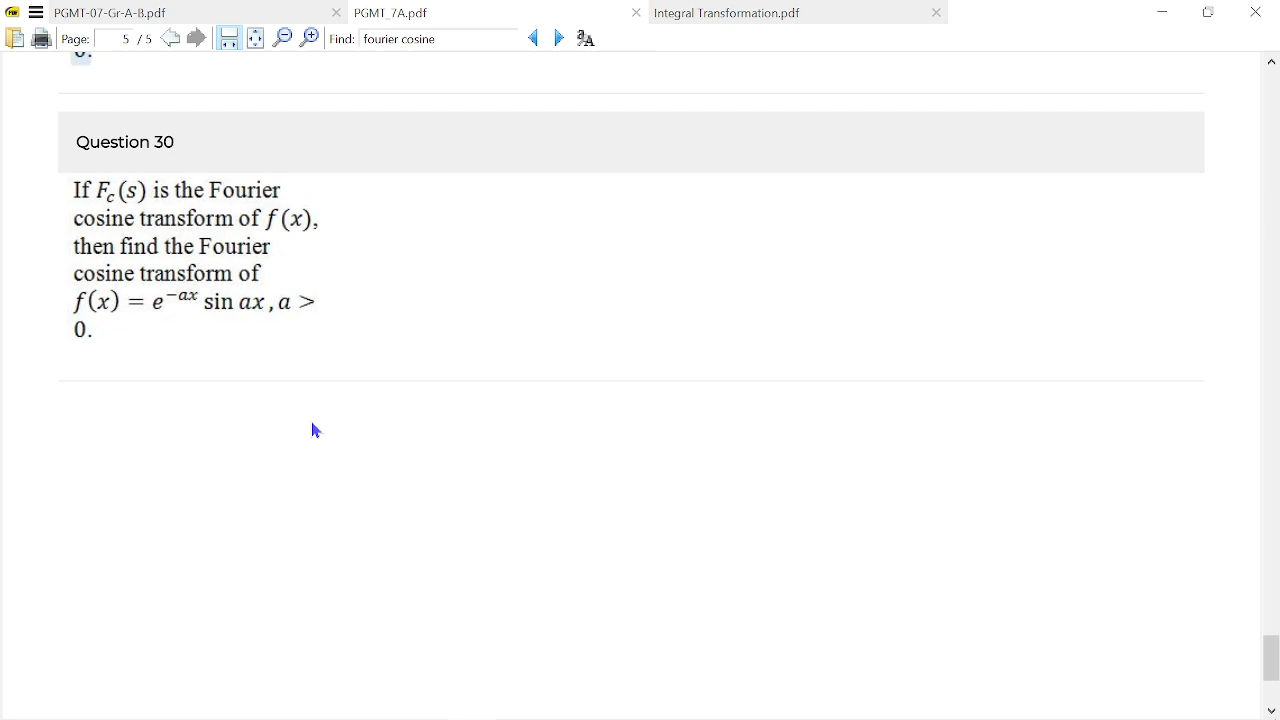 PGMT-07-Gr-A-B.pdf
PGMT_7A.pdf
Integral Transformation.pdf
Page: 5 / 5 Find: fourier cosine
Question 30
If F_c(s) is the Fourier
cosine transform of f(x),
then find the Fourier
cosine transform of
f(x) = e^{-ax} sin ax, a >
0.